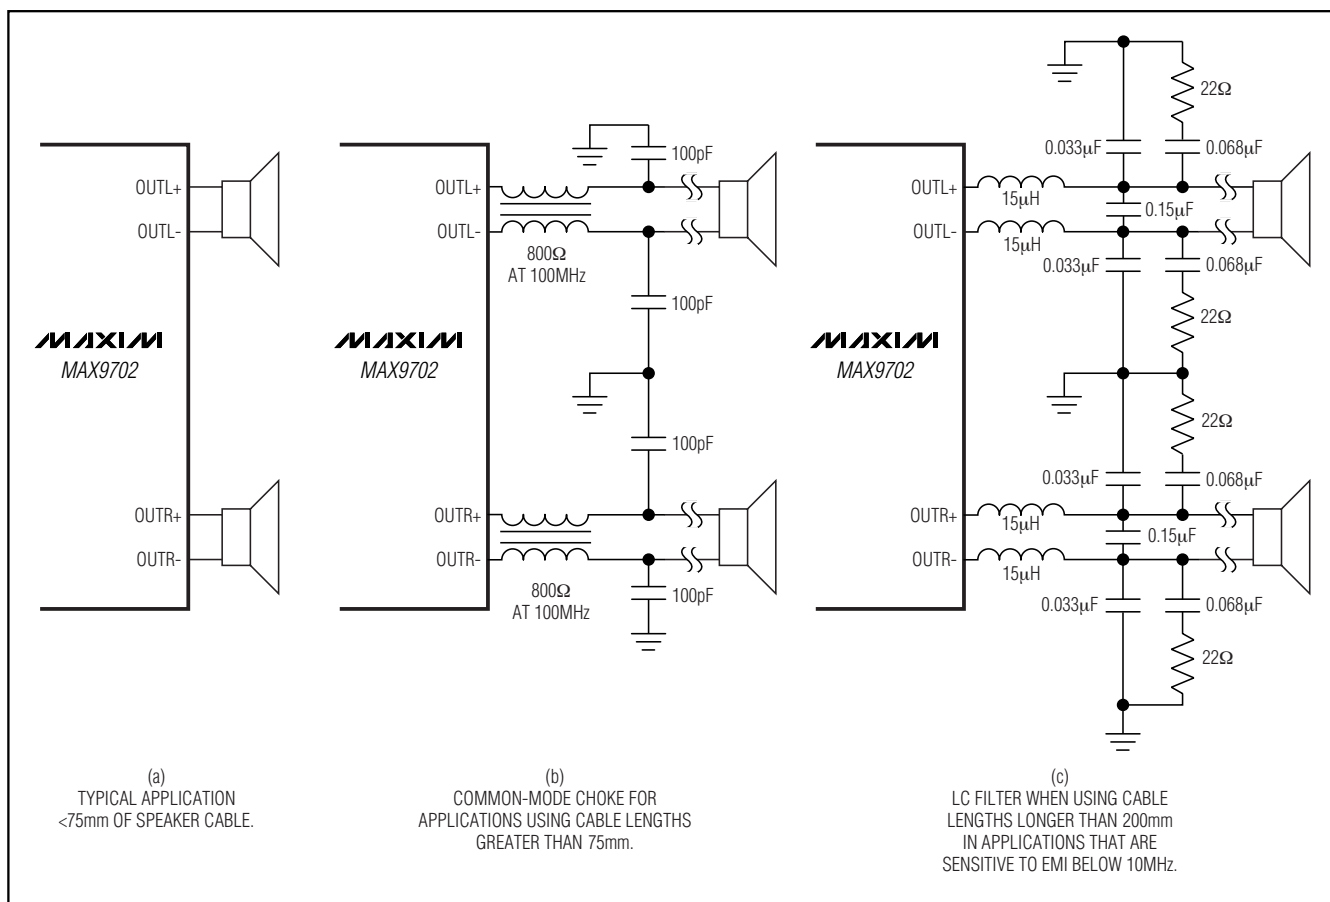 OUTL+
OUTL-
MAXIM
MAX9702
OUTR+
OUTR-
(a)
TYPICAL APPLICATION
<75mm OF SPEAKER CABLE.
100pF
OUTL+
OUTL-
800Ω
AT 100MHz
100pF
MAXIM
MAX9702
100pF
OUTR+
OUTR-
800Ω
AT 100MHz
100pF
(b)
COMMON-MODE CHOKE FOR
APPLICATIONS USING CABLE LENGTHS
GREATER THAN 75mm.
22Ω
0.033µF
0.068µF
OUTL+
15µH
0.15µF
OUTL-
15µH
0.033µF
0.068µF
22Ω
MAXIM
MAX9702
22Ω
0.033µF
0.068µF
OUTR+
15µH
0.15µF
OUTR-
15µH
0.033µF
0.068µF
22Ω
(c)
LC FILTER WHEN USING CABLE
LENGTHS LONGER THAN 200mm
IN APPLICATIONS THAT ARE
SENSITIVE TO EMI BELOW 10MHz.